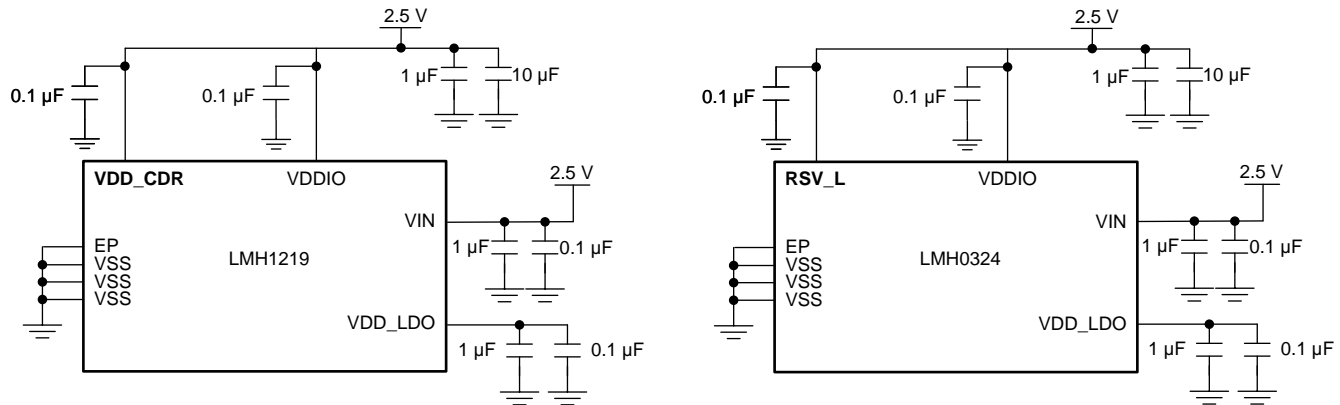 2.5 V
1 µF
10 µF
0.1 µF
0.1 µF
VDD_CDR
VDDIO
2.5 V
VIN
EP
VSS
VSS
VSS
LMH1219
1 µF
0.1 µF
VDD_LDO
1 µF
0.1 µF
2.5 V
1 µF
10 µF
0.1 µF
0.1 µF
RSV_L
VDDIO
2.5 V
VIN
EP
VSS
VSS
VSS
LMH0324
1 µF
0.1 µF
VDD_LDO
1 µF
0.1 µF